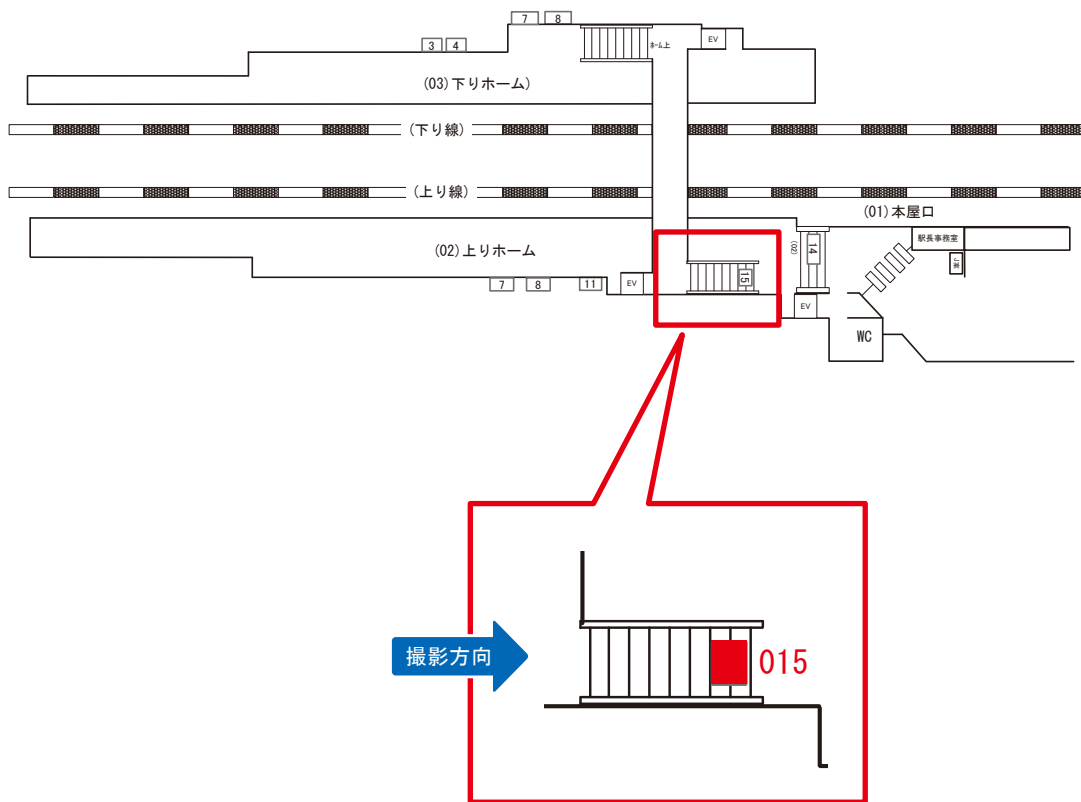 7 8
3 4
ホーム上
EV
(03)下りホーム)
(下り線)
(上り線)
(01)本屋口
(02)上りホーム
(02)
14
駅長事務室
15
7 8 11
EV
EV
WC
撮影方向
015